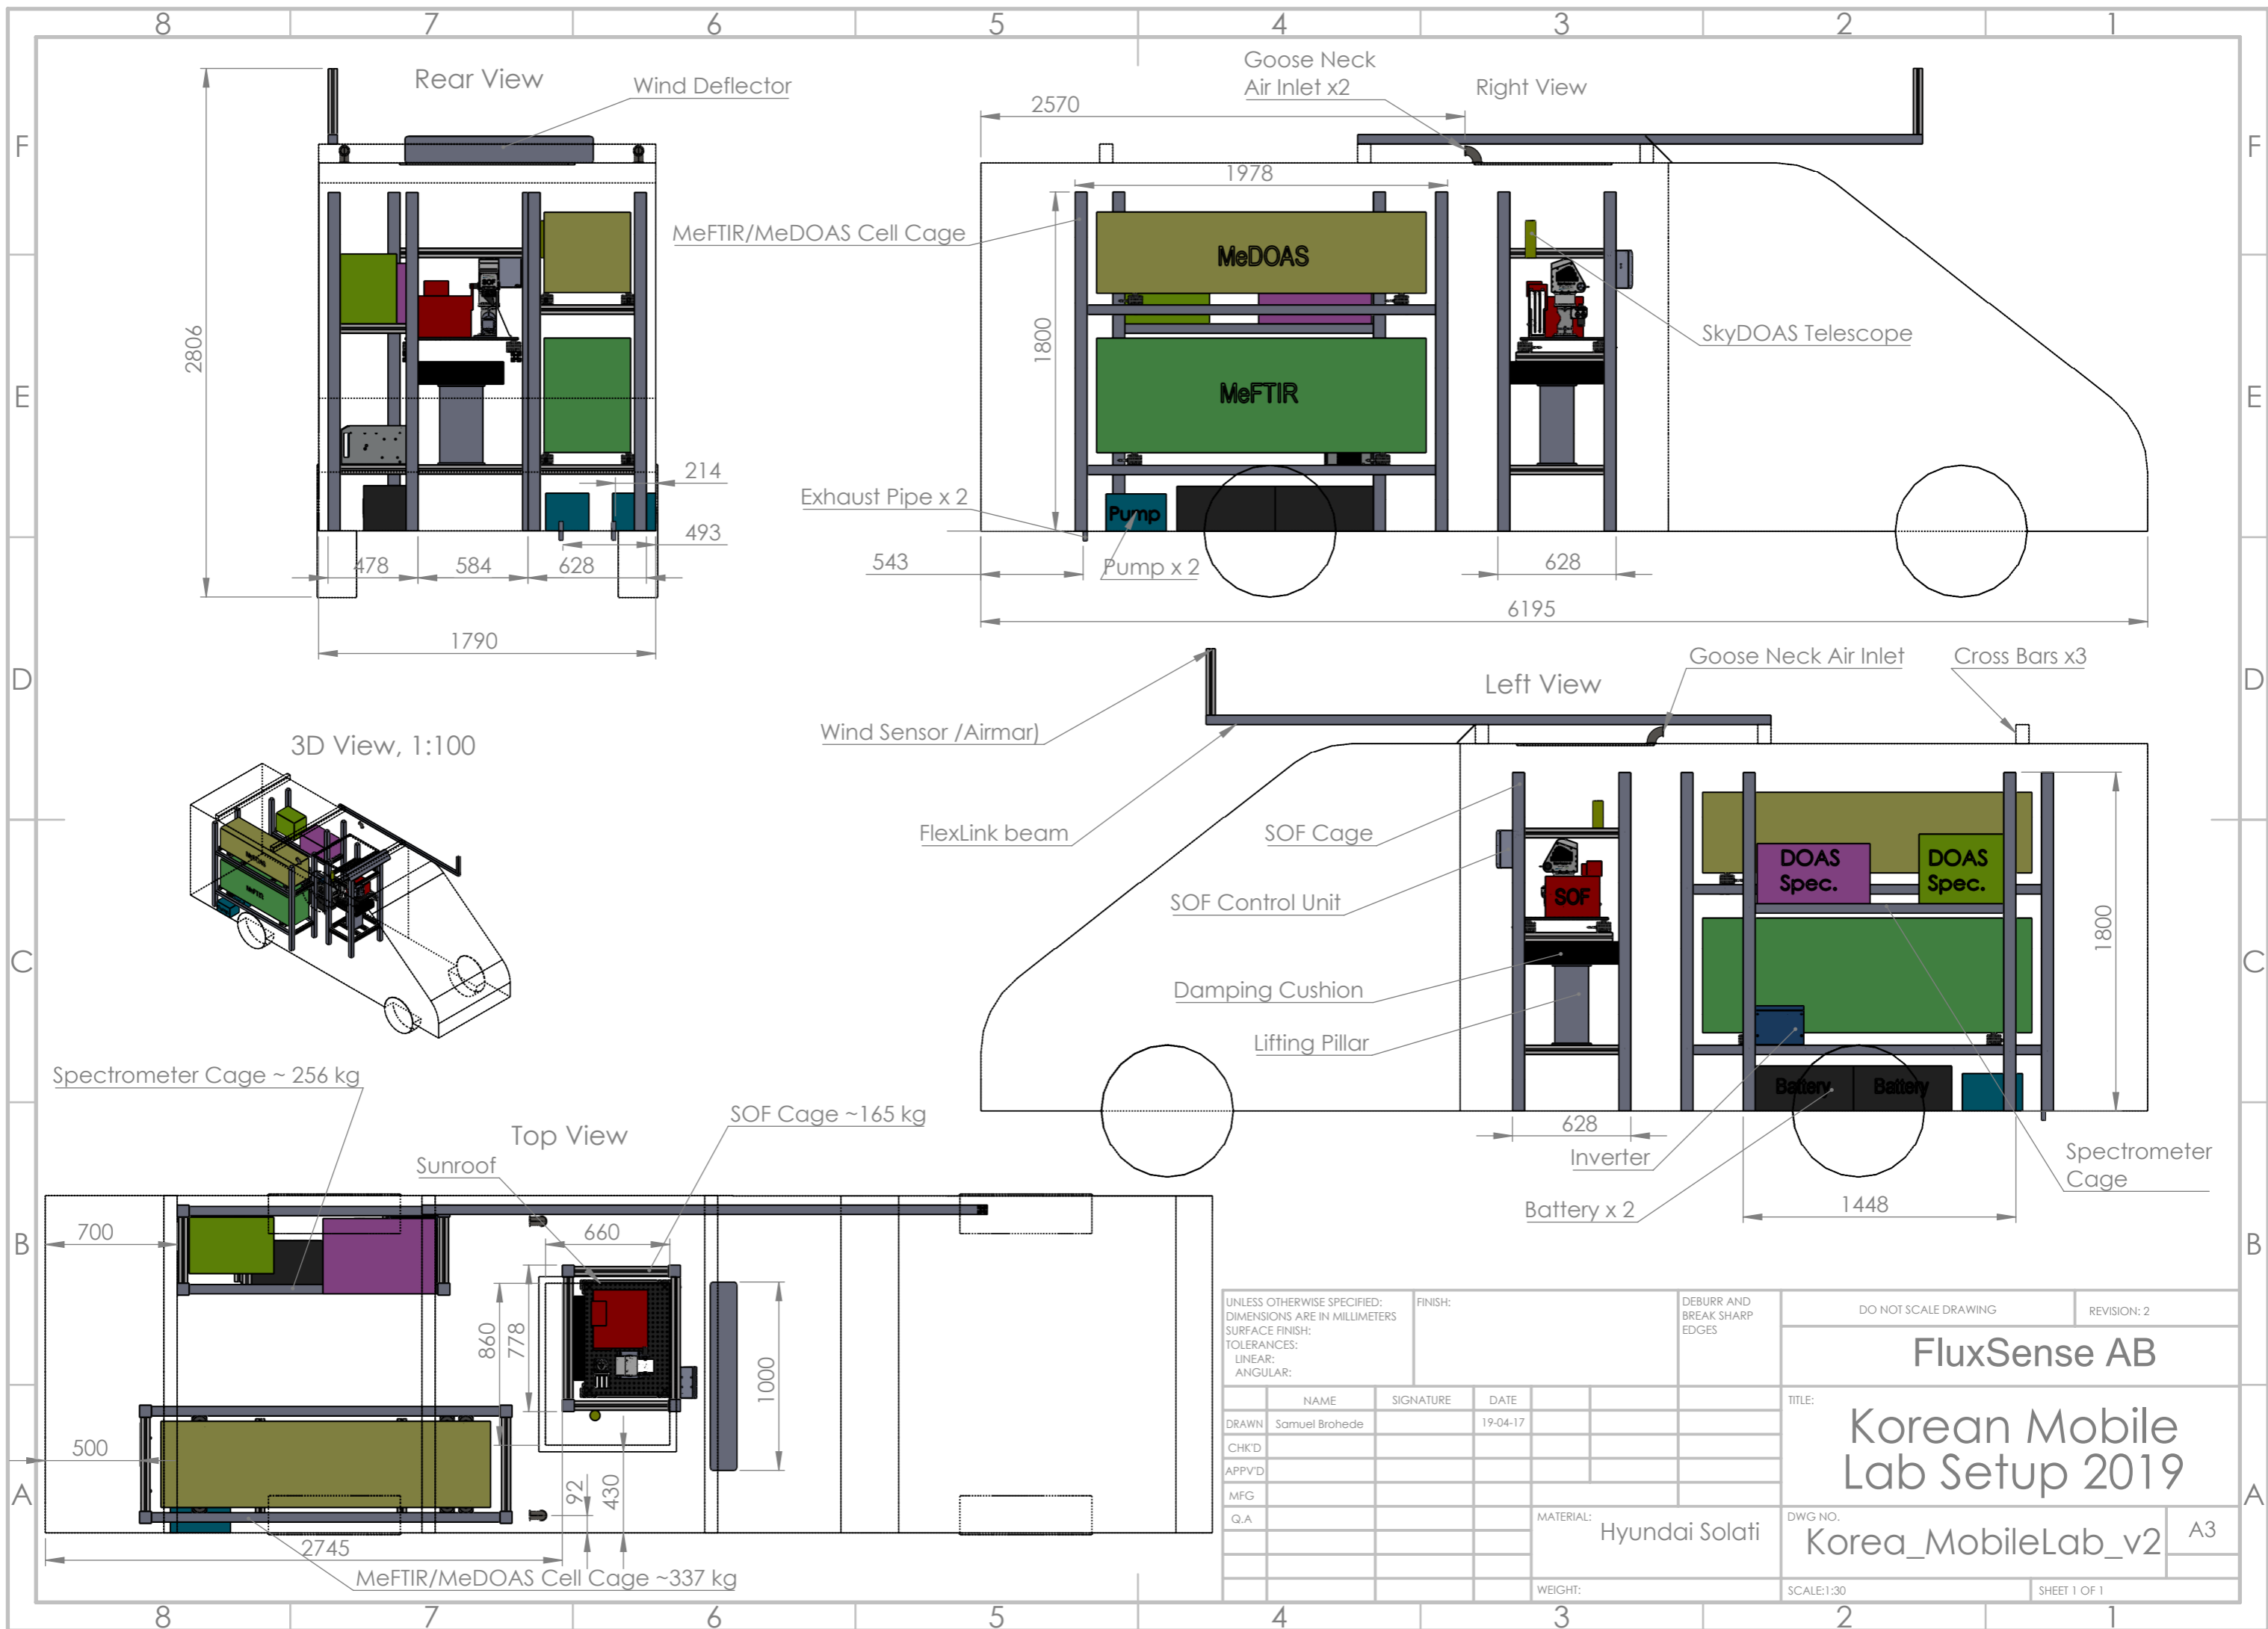 8 7 6 5 4 3 2 1
F
E
D
C
B
A
F
E
D
C
B
A
Rear View
Wind Deflector
2806
214
493
478 584 628
1790
Goose Neck
Air Inlet x2
Right View
2570
1978
MeFTIR/MeDOAS Cell Cage
MeDOAS
1800
SkyDOAS Telescope
MeFTIR
Exhaust Pipe x 2
Pump
543
Pump x 2
628
6195
3D View, 1:100
MeDOAS
MeFTIR
SOF
Left View
Goose Neck Air Inlet
Cross Bars x3
Wind Sensor /Airmar)
FlexLink beam
SOF Cage
SOF Control Unit
SOF
DOAS
Spec.
DOAS
Spec.
1800
Damping Cushion
Lifting Pillar
Battery
Battery
628
Inverter
Spectrometer
Cage
Battery x 2
1448
Spectrometer Cage ~ 256 kg
Top View
SOF Cage ~165 kg
Sunroof
700
660
860
778
1000
500
92
430
2745
MeFTIR/MeDOAS Cell Cage ~337 kg
UNLESS OTHERWISE SPECIFIED:
DIMENSIONS ARE IN MILLIMETERS
SURFACE FINISH:
TOLERANCES:
LINEAR:
ANGULAR:
FINISH:
DEBURR AND
BREAK SHARP
EDGES
DO NOT SCALE DRAWING
REVISION: 2
FluxSense AB
NAME SIGNATURE DATE
DRAWN Samuel Brohede 19-04-17
CHK'D
APPV'D
MFG
Q.A
TITLE:
Korean Mobile
Lab Setup 2019
MATERIAL:
Hyundai Solati
DWG NO.
Korea_MobileLab_v2
A3
WEIGHT:
SCALE:1:30
SHEET 1 OF 1
8 7 6 5 4 3 2 1